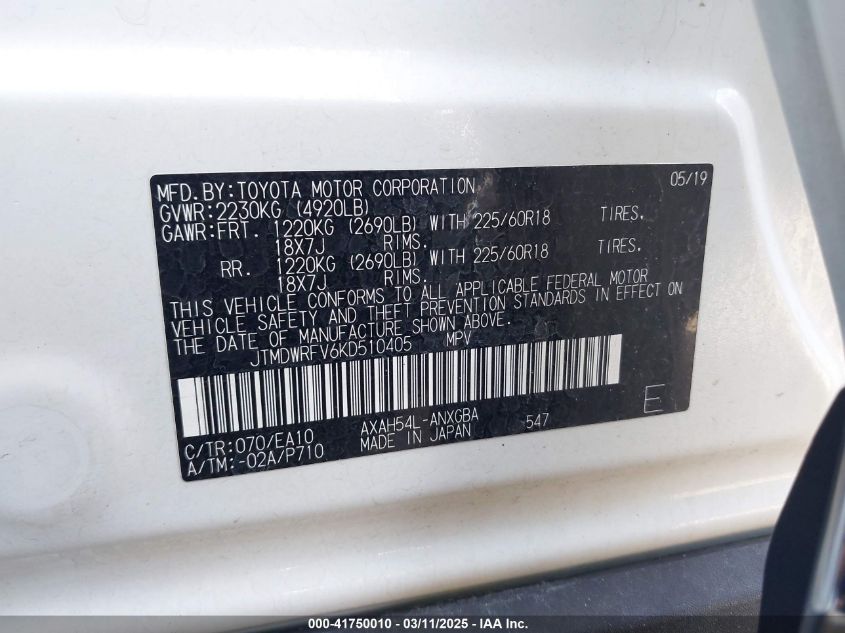 MFD.BY:TOYOTA MOTOR CORPORATION 05/19
GVWR:2230KG (4920LB)
GAWR:FRT. 1220KG (2690LB) WITH 225/60R18 TIRES.
18X7J RIMS.
RR. 1220KG (2690LB) WITH 225/60R18 TIRES.
18X7J RIMS.
THIS VEHICLE CONFORMS TO ALL APPLICABLE FEDERAL MOTOR
VEHICLE SAFETY AND THEFT PREVENTION STANDARDS IN EFFECT ON
THE DATE OF MANUFACTURE SHOWN ABOVE.
JTMDWRFV6KD510405 MPV
C/TR:070/EA10 AXAH54L-ANXGBA 547 E
A/TM:-02A/P710 MADE IN JAPAN
000-41750010 - 03/11/2025 - IAA Inc.